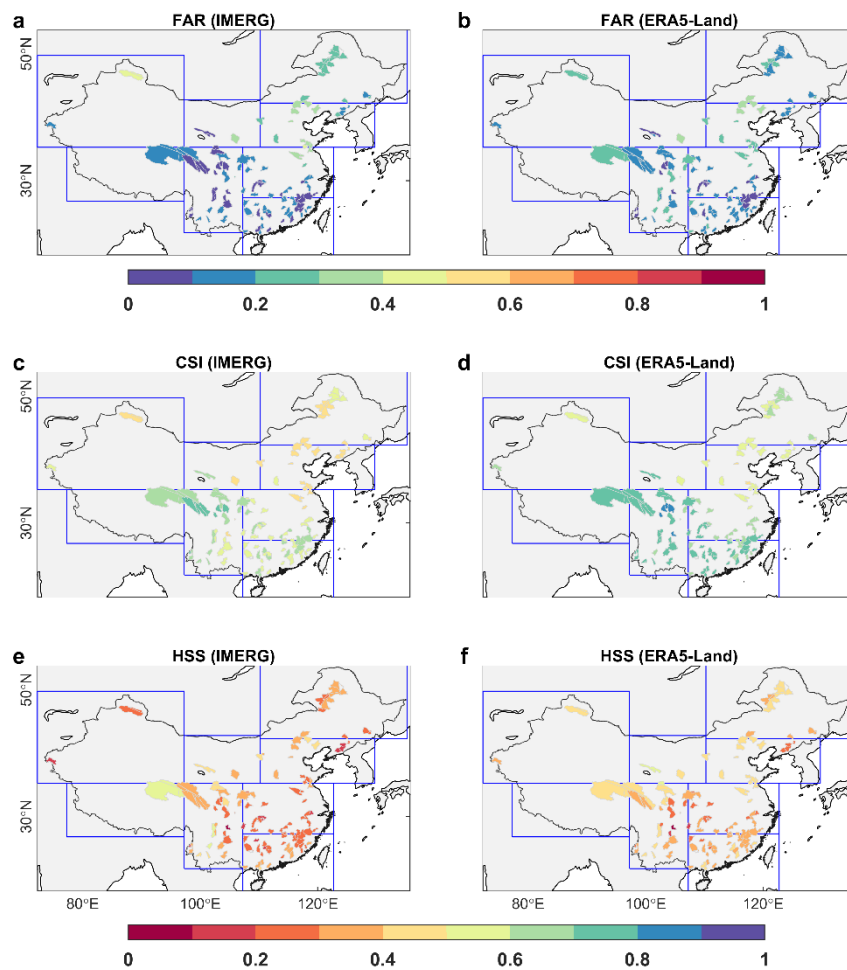 a FAR (IMERG) b FAR (ERA5-Land)
50°N
30°N
0 0.2 0.4 0.6 0.8 1
c CSI (IMERG) d CSI (ERA5-Land)
50°N
30°N
e HSS (IMERG) f HSS (ERA5-Land)
50°N
30°N
80°E 100°E 120°E 80°E 100°E 120°E
0 0.2 0.4 0.6 0.8 1